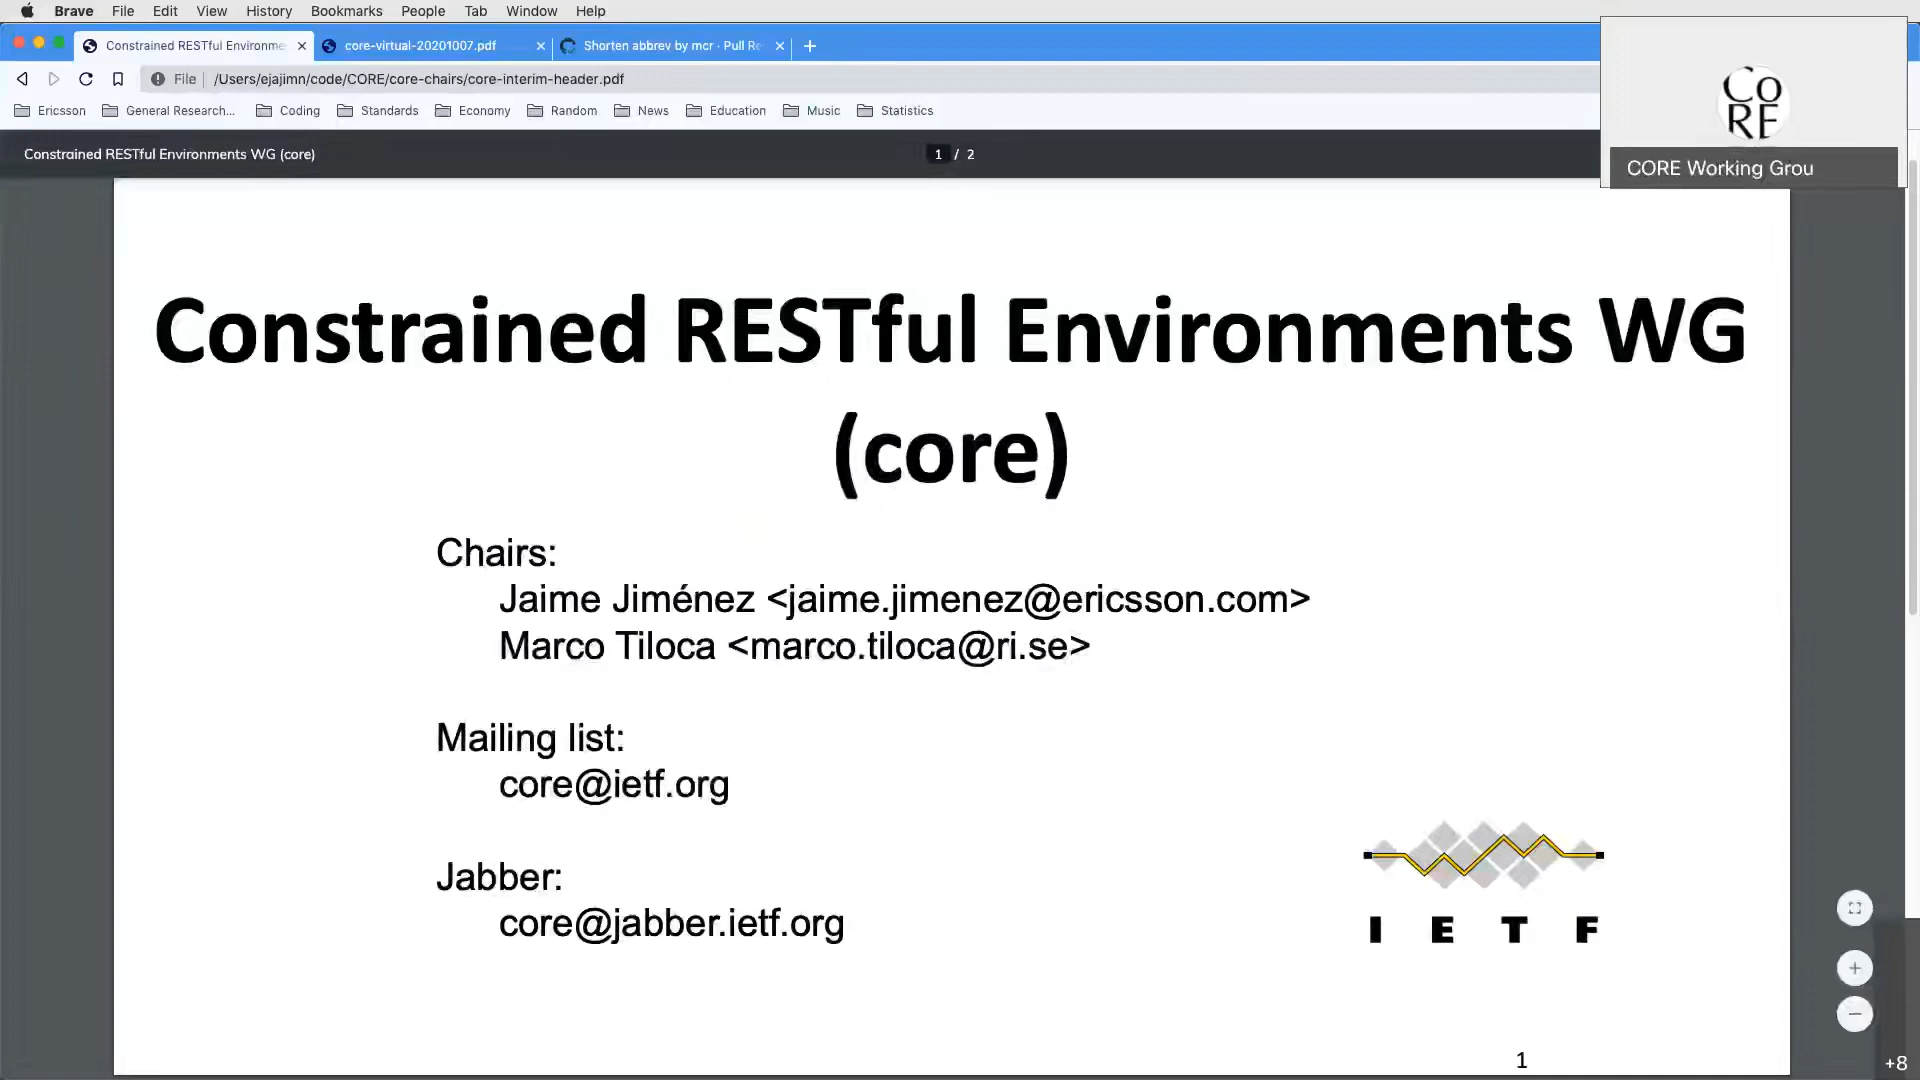 Brave File Edit View History Bookmarks People Tab Window Help
Constrained RESTful Environme
core-virtual-20201007.pdf
Shorten abbrev by mcr · Pull Re
File /Users/ejajimn/code/CORE/core-chairs/core-interim-header.pdf
Ericsson General Research... Coding Standards Economy Random News Education Music Statistics
CORE
CORE Working Grou
Constrained RESTful Environments WG (core)
1 / 2
Constrained RESTful Environments WG
(core)
Chairs:
Jaime Jiménez <jaime.jimenez@ericsson.com>
Marco Tiloca <marco.tiloca@ri.se>
Mailing list:
core@ietf.org
Jabber:
core@jabber.ietf.org
I E T F
1
+8